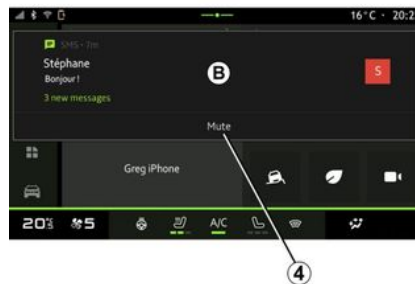 16°C · 20:2
SMS · 7m
Stéphane
Bonjour!
3 new messages
B
S
Mute
Greg iPhone
20.5
5
A/C
4